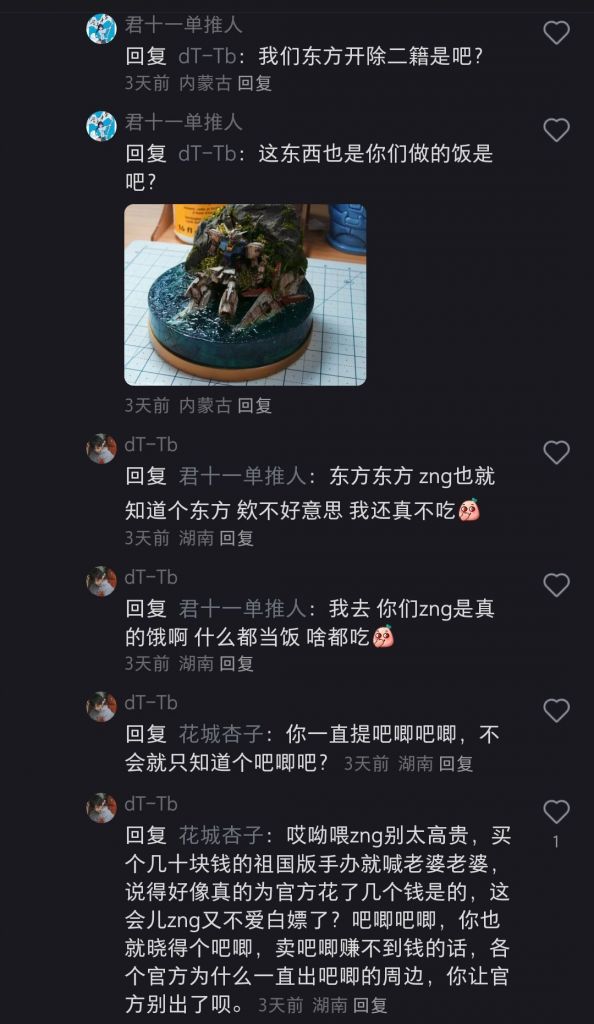 君十一单推人
回复 dT-Tb：我们东方开除二籍是吧？
3天前 内蒙古 回复
君十一单推人
回复 dT-Tb：这东西也是你们做的饭是
吧？
3天前 内蒙古 回复
dT-Tb
回复 君十一单推人：东方东方 zng也就
知道个东方 欸不好意思 我还真不吃
3天前 湖南 回复
dT-Tb
回复 君十一单推人：我去 你们zng是真
的饿啊 什么都当饭 啥都吃
3天前 湖南 回复
dT-Tb
回复 花城杏子：你一直提吧唧吧唧，不
会就只知道个吧唧吧？ 3天前 湖南 回复
dT-Tb
回复 花城杏子：哎呦喂zng别太高贵，买
个几十块钱的祖国版手办就喊老婆老婆，
说得好像真的为官方花了几个钱是的，这
会儿zng又不爱白嫖了？吧唧吧唧，你也
就晓得个吧唧，卖吧唧赚不到钱的话，各
个官方为什么一直出吧唧的周边，你让官
方别出了呗。 3天前 湖南 回复
1